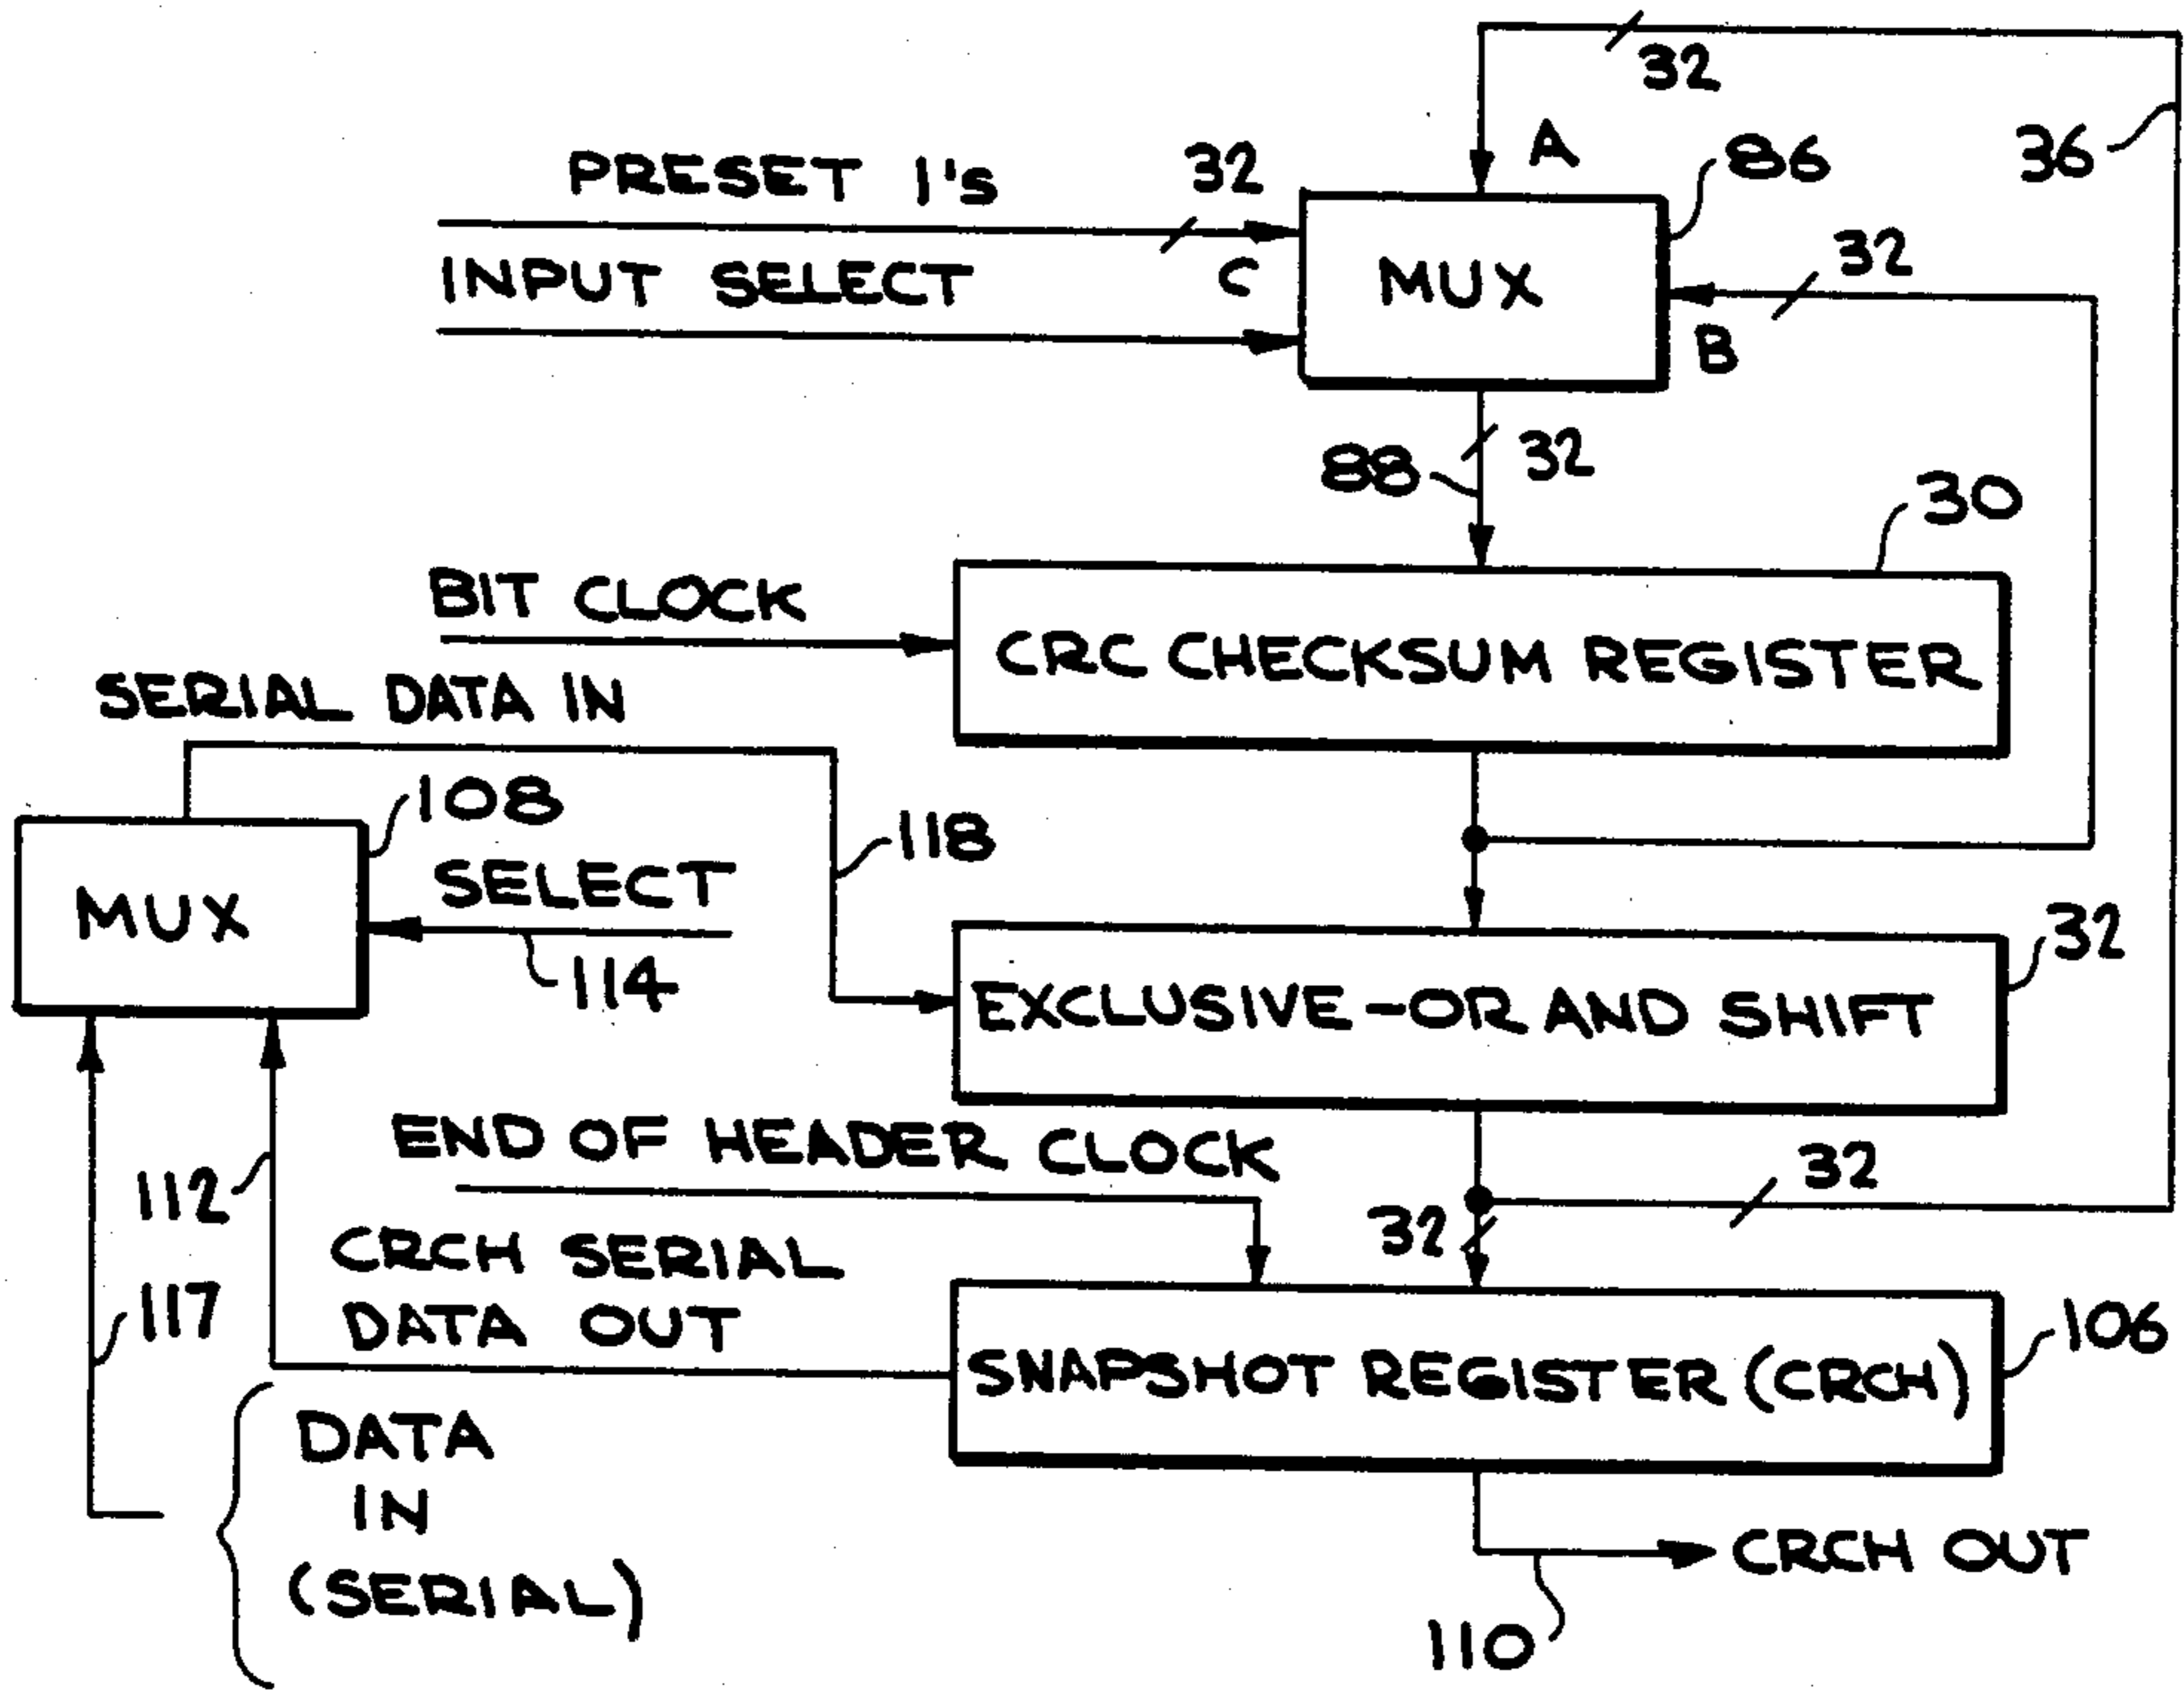 32
A
36
PRESET 1's
32
86
INPUT SELECT
C
MUX
32
B
88
32
30
BIT CLOCK
CRC CHECKSUM REGISTER
SERIAL DATA IN
108
118
MUX
SELECT
114
32
EXCLUSIVE-OR AND SHIFT
END OF HEADER CLOCK
112
32
32
CRCH SERIAL
DATA OUT
117
106
SNAPSHOT REGISTER (CRCH)
DATA
IN
(SERIAL)
CRCH OUT
110